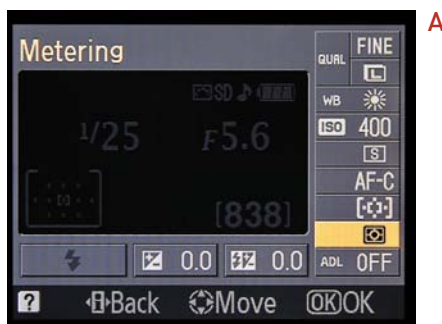 A
Metering
QUAL FINE
L
SD
WB
1/25 F5.6
ISO 400
S
AF-C
[838]
0.0 0.0
ADL OFF
? Back Move OK OK